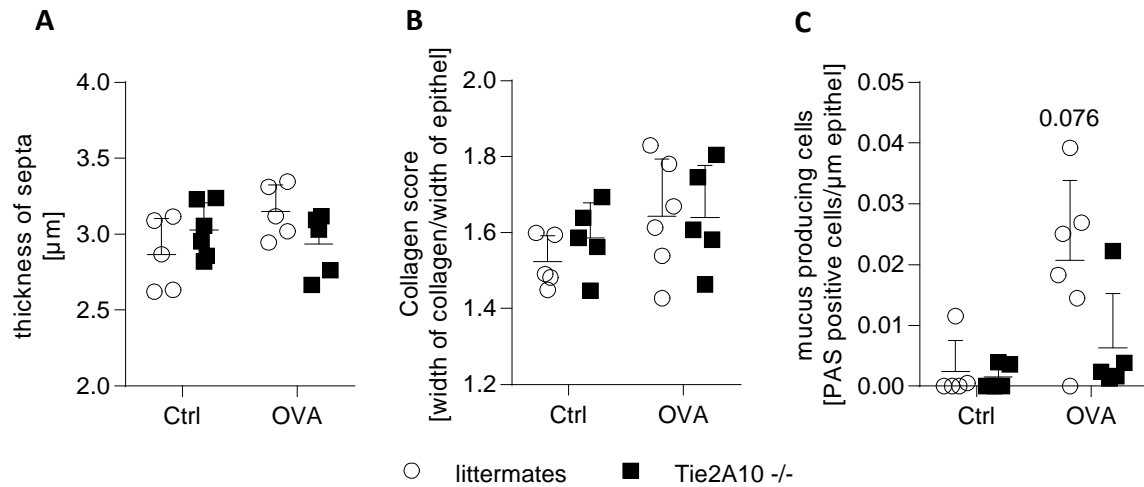 A
thickness of septa
[µm]
4.0
3.5
3.0
2.5
2.0
Ctrl
OVA
B
Collagen score
[width of collagen/width of epithel]
2.0
1.8
1.6
1.4
1.2
Ctrl
OVA
C
mucus producing cells
[PAS positive cells/µm epithel]
0.05
0.04
0.03
0.02
0.01
0.00
0.076
Ctrl
OVA
littermates
Tie2A10 -/-